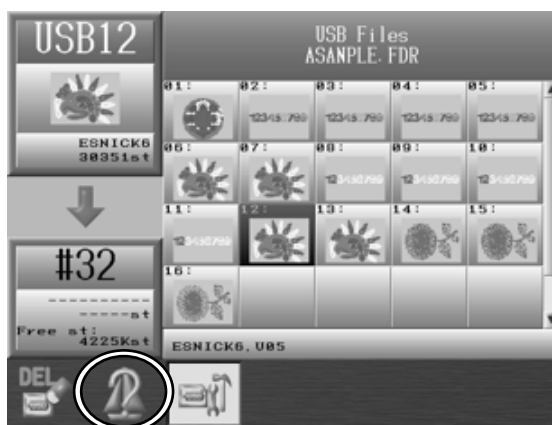 USB12
USB Files
ASANPLE.FDR
ESNICK6
30351st
01:
02:
03:
04:
05:
06:
07:
08:
09:
10:
11:
12:
13:
14:
15:
16:
#32
----------
-----st
Free st:
4225Kst
ESNICK6.U05
DEL